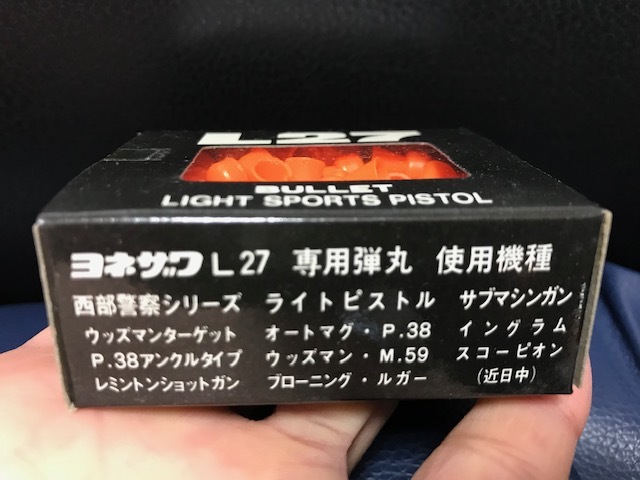 L27
BULLET
LIGHT SPORTS PISTOL
ヨネザワ L27 専用弾丸 使用機種
西部警察シリーズ ライトピストル サブマシンガン
ウッズマンターゲット オートマグ・P.38 イングラム
P.38アンクルタイプ ウッズマン・M.59 スコーピオン
レミントンショットガン ブローニング・ルガー (近日中)